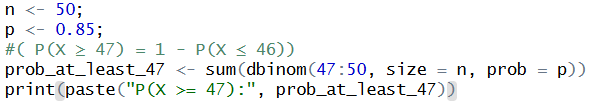 n <- 50;
p <- 0.85;
#( P(X ≥ 47) = 1 - P(X ≤ 46))
prob_at_least_47 <- sum(dbinom(47:50, size = n, prob = p))
print(paste("P(X >= 47):", prob_at_least_47))